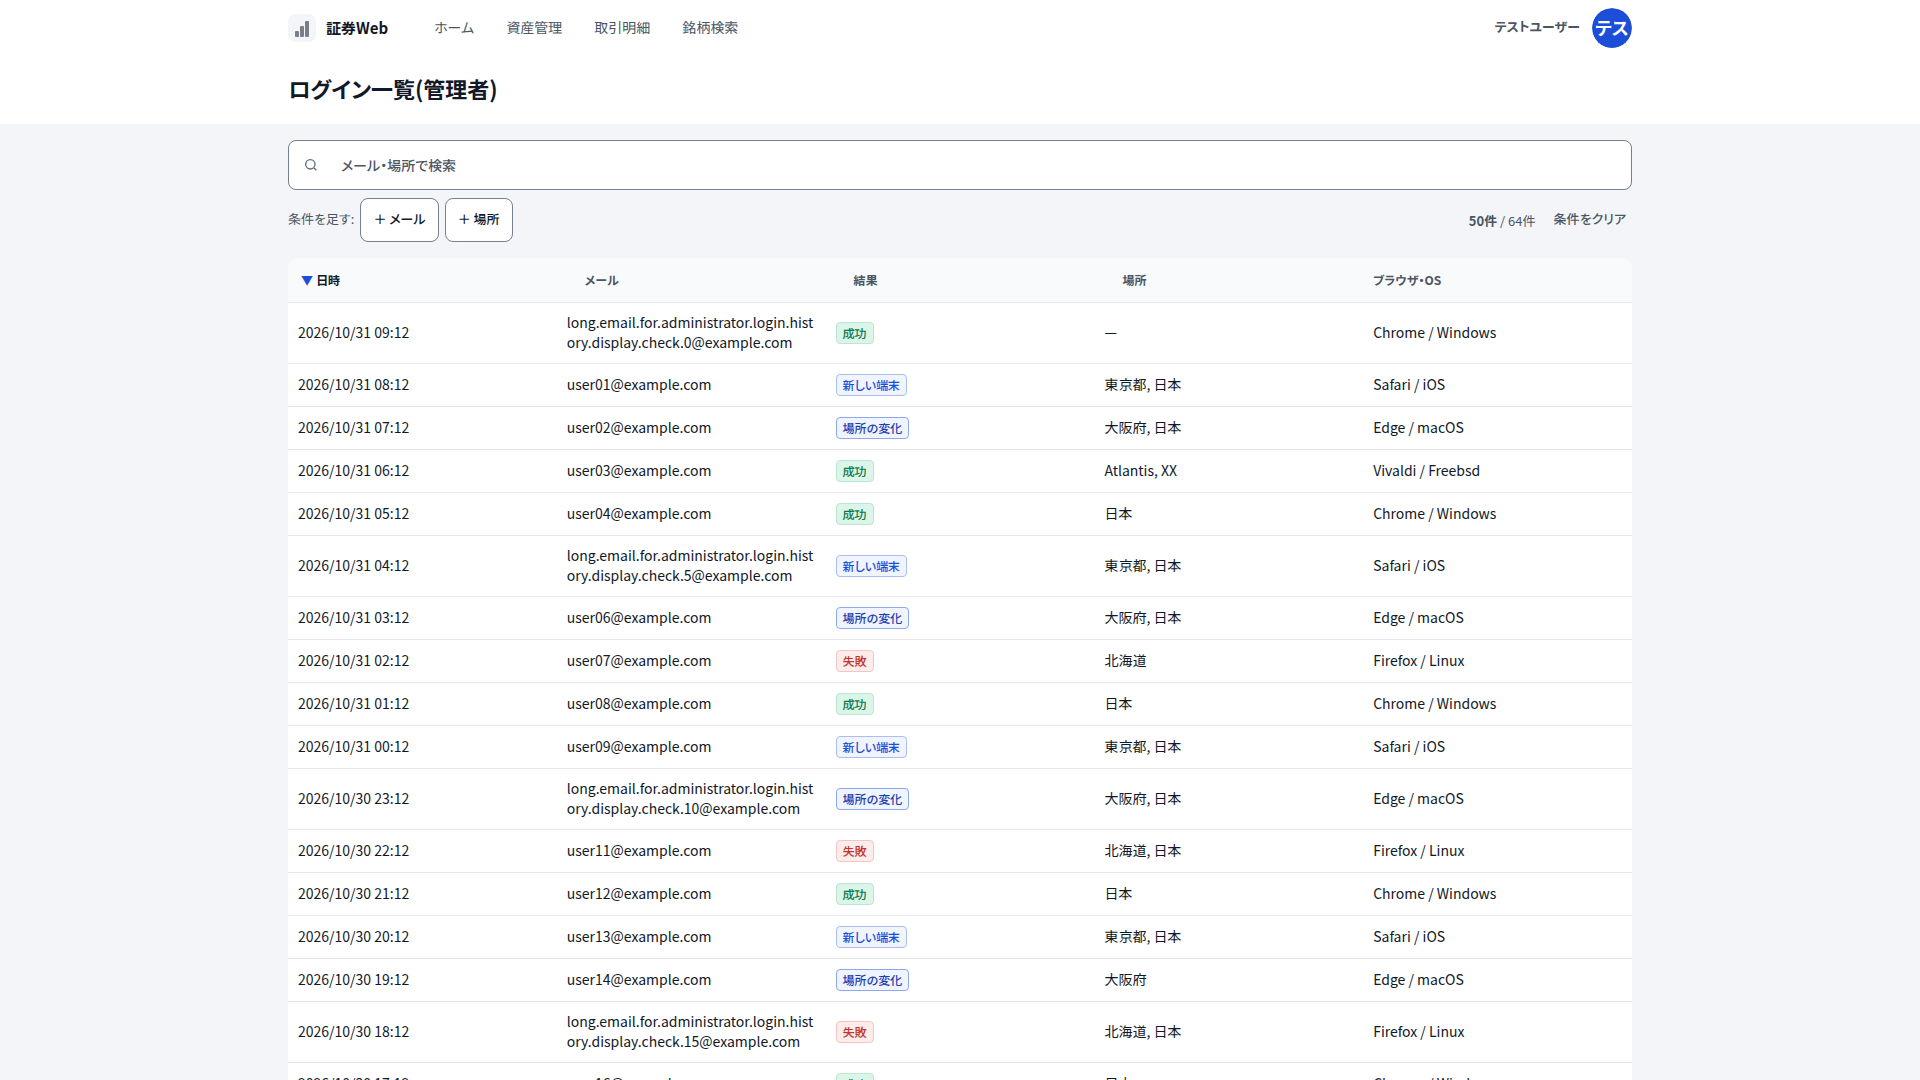 証券Web
ホーム 資産管理 取引明細 銘柄検索
テストユーザー テス
ログイン一覧(管理者)
メール・場所で検索
条件を足す: ＋メール ＋場所 50件 / 64件 条件をクリア
▼日時 メール 結果 場所 ブラウザ・OS
2026/10/31 09:12 long.email.for.administrator.login.hist
ory.display.check.0@example.com 成功 — Chrome / Windows
2026/10/31 08:12 user01@example.com 新しい端末 東京都, 日本 Safari / iOS
2026/10/31 07:12 user02@example.com 場所の変化 大阪府, 日本 Edge / macOS
2026/10/31 06:12 user03@example.com 成功 Atlantis, XX Vivaldi / Freebsd
2026/10/31 05:12 user04@example.com 成功 日本 Chrome / Windows
2026/10/31 04:12 long.email.for.administrator.login.hist
ory.display.check.5@example.com 新しい端末 東京都, 日本 Safari / iOS
2026/10/31 03:12 user06@example.com 場所の変化 大阪府, 日本 Edge / macOS
2026/10/31 02:12 user07@example.com 失敗 北海道 Firefox / Linux
2026/10/31 01:12 user08@example.com 成功 日本 Chrome / Windows
2026/10/31 00:12 user09@example.com 新しい端末 東京都, 日本 Safari / iOS
2026/10/30 23:12 long.email.for.administrator.login.hist
ory.display.check.10@example.com 場所の変化 大阪府, 日本 Edge / macOS
2026/10/30 22:12 user11@example.com 失敗 北海道, 日本 Firefox / Linux
2026/10/30 21:12 user12@example.com 成功 日本 Chrome / Windows
2026/10/30 20:12 user13@example.com 新しい端末 東京都, 日本 Safari / iOS
2026/10/30 19:12 user14@example.com 場所の変化 大阪府 Edge / macOS
2026/10/30 18:12 long.email.for.administrator.login.hist
ory.display.check.15@example.com 失敗 北海道, 日本 Firefox / Linux